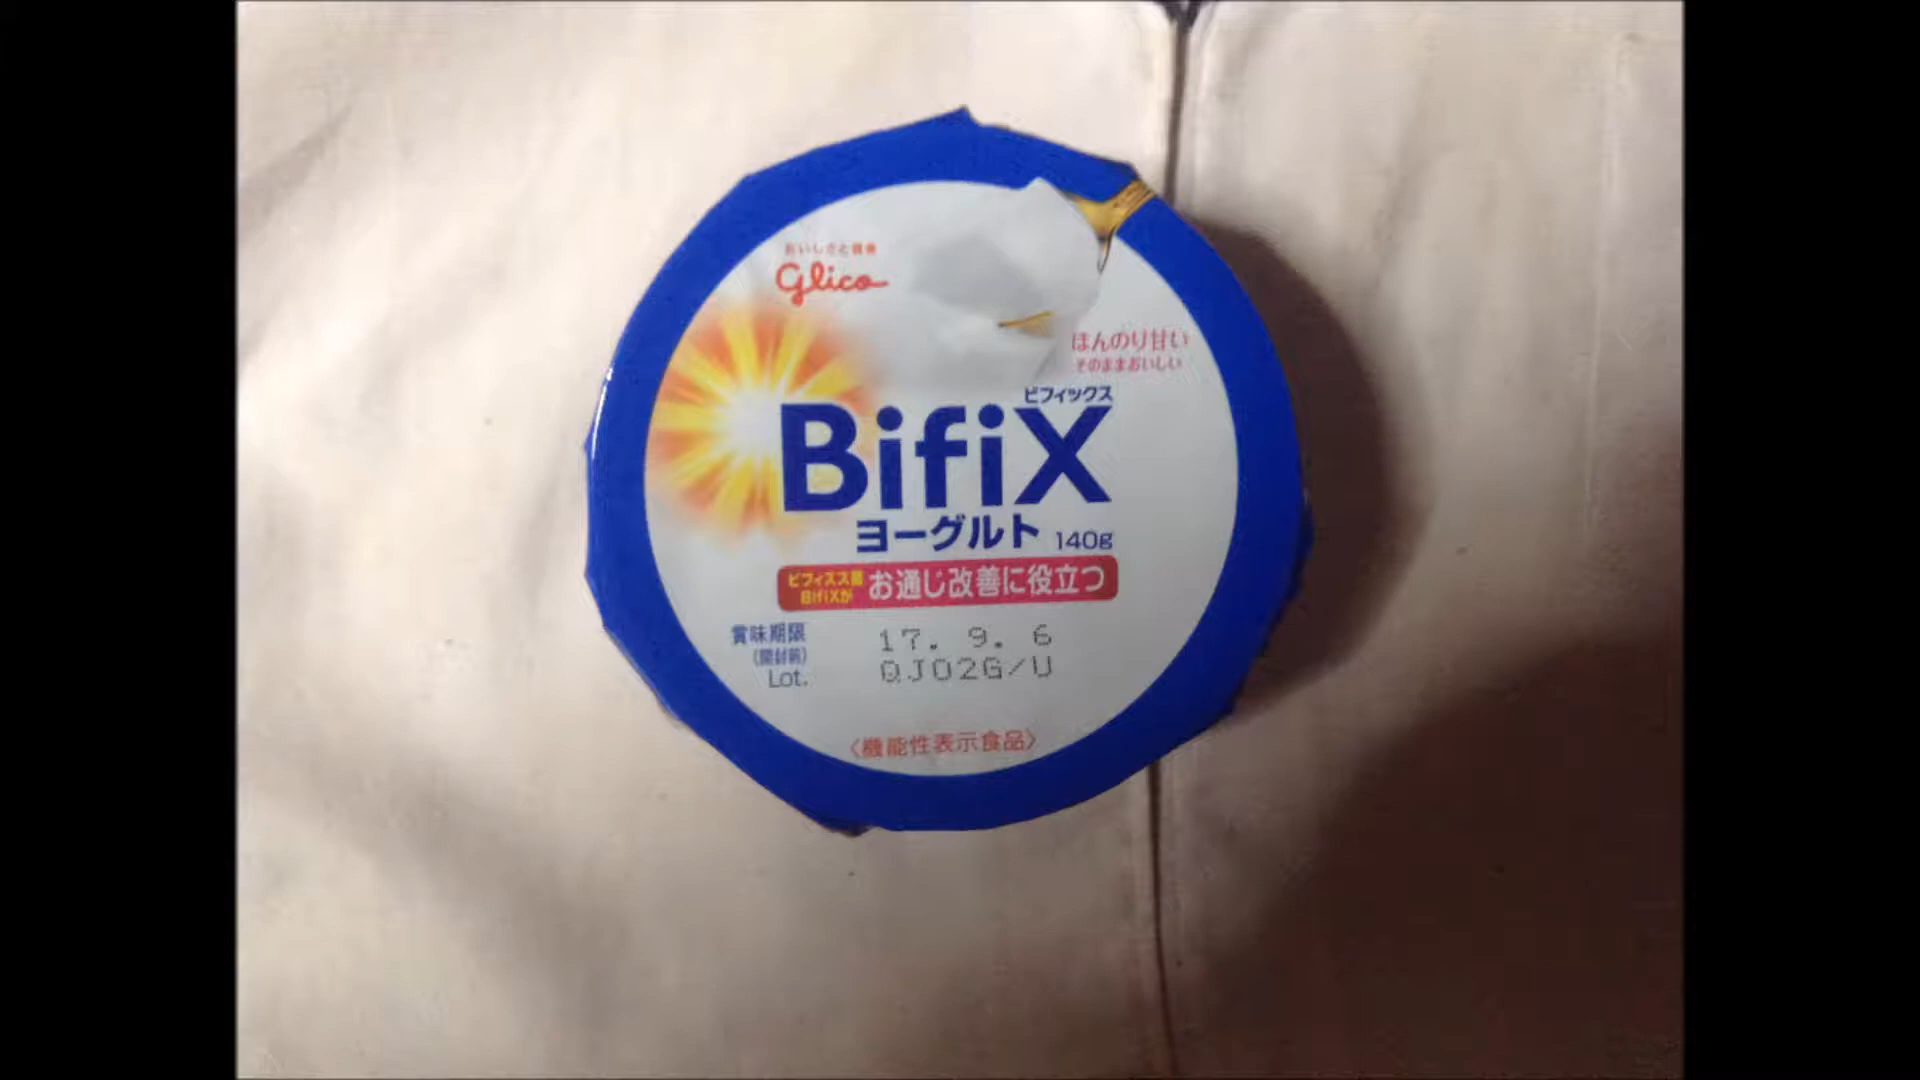 おいしさと健康
Glico
ほんのり甘い
そのままおいしい
ビフィックス
BifiX
ヨーグルト 140g
ビフィズス菌
BifiXが
お通じ改善に役立つ
賞味期限 17. 9. 6
(開封前)
Lot. QJ02G/U
〈機能性表示食品〉